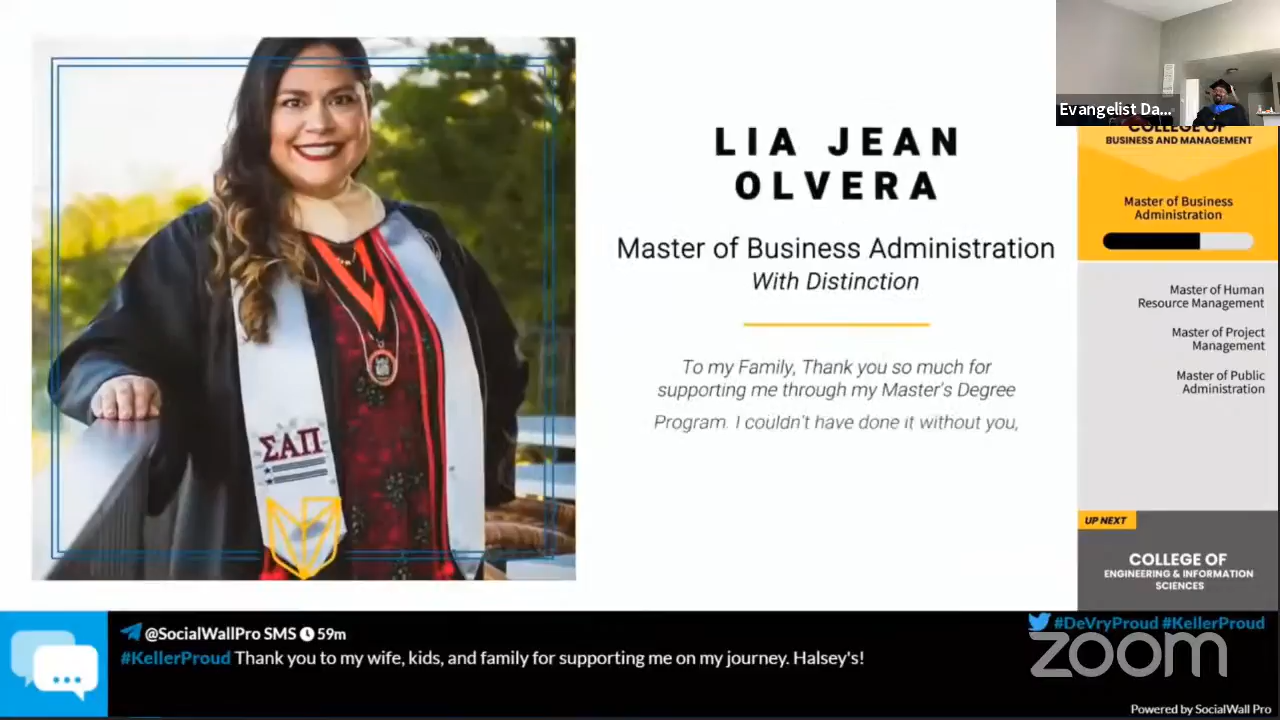 Evangelist Da...
LIA JEAN
OLVERA
Master of Business Administration
With Distinction
To my Family, Thank you so much for
supporting me through my Master's Degree
Program. I couldn't have done it without you,
ΣΑΠ
COLLEGE OF
BUSINESS AND MANAGEMENT
Master of Business
Administration
Master of Human
Resource Management
Master of Project
Management
Master of Public
Administration
UP NEXT
COLLEGE OF
ENGINEERING & INFORMATION
SCIENCES
@SocialWallPro SMS 59m
#KellerProud Thank you to my wife, kids, and family for supporting me on my journey. Halsey's!
#DeVryProud #KellerProud
zoom
Powered by SocialWall Pro